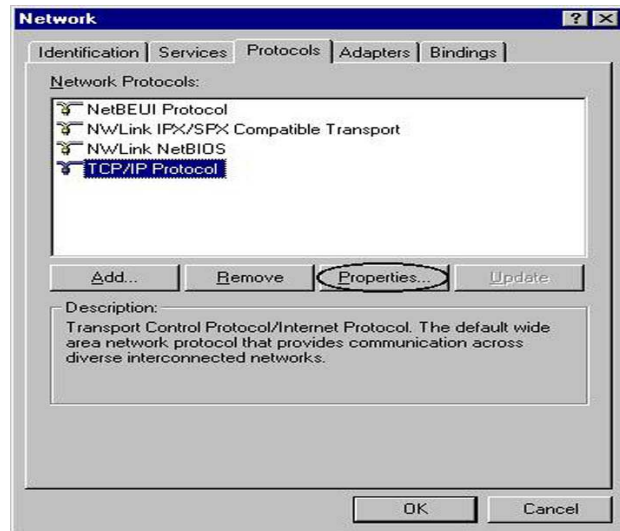 Network
Identification Services Protocols Adapters Bindings
Network Protocols:
NetBEUI Protocol
NWLink IPX/SPX Compatible Transport
NWLink NetBIOS
TCP/IP Protocol
Add... Remove Properties... Update
Description:
Transport Control Protocol/Internet Protocol. The default wide
area network protocol that provides communication across
diverse interconnected networks.
OK Cancel